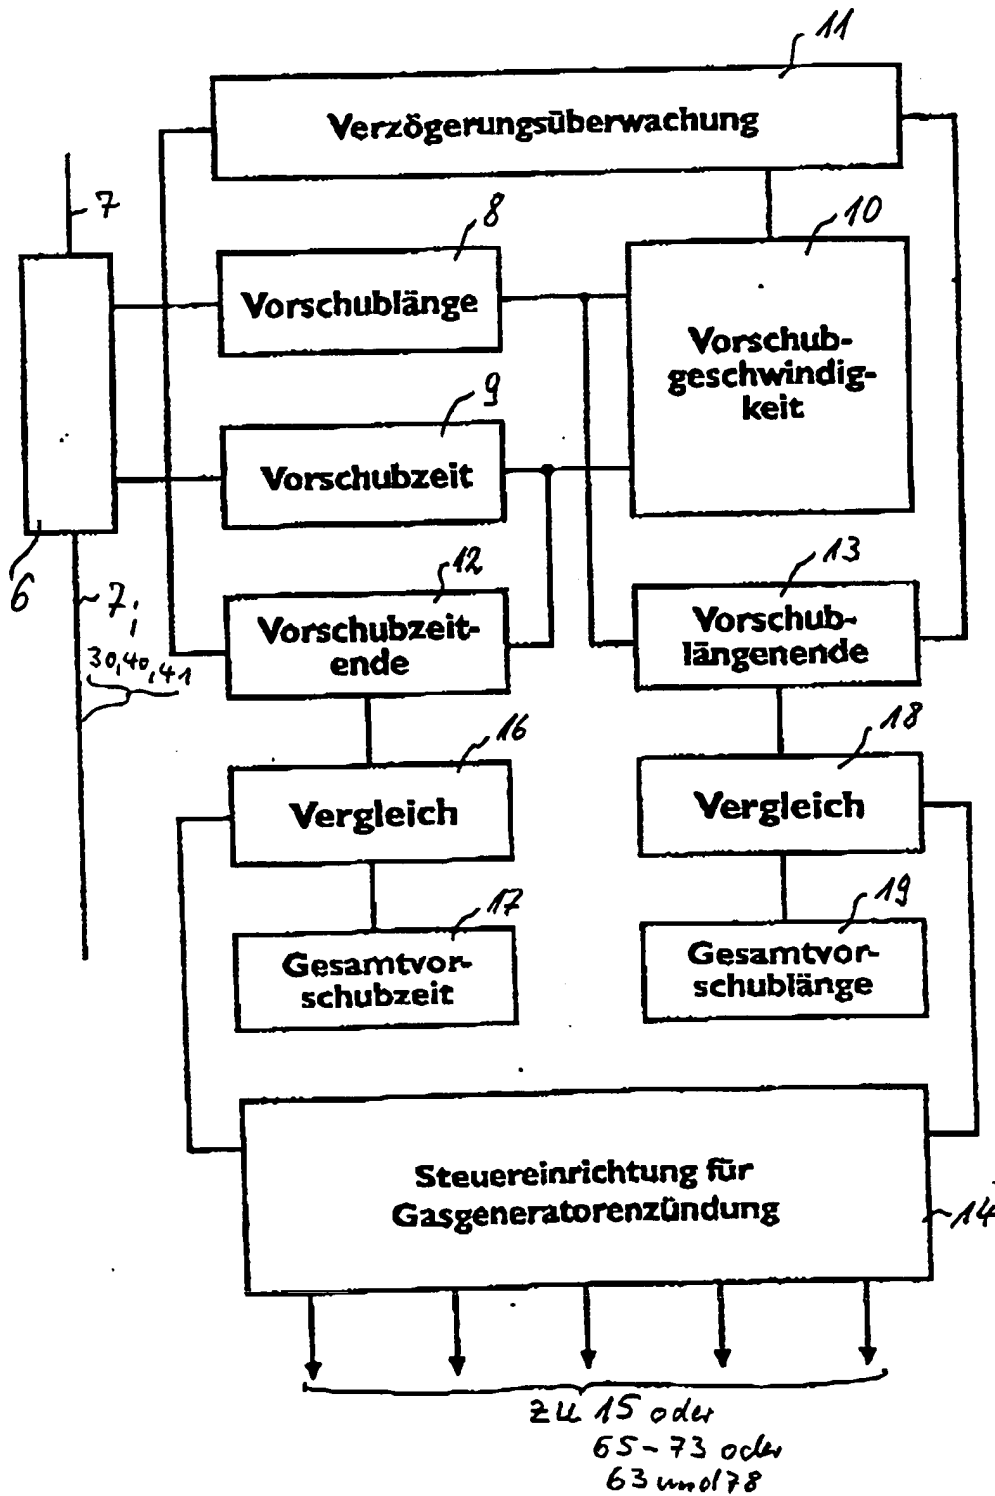 11
Verzögerungsüberwachung
7
8
10
Vorschublänge
Vorschub-
geschwindig-
keit
9
Vorschubzeit
6
7;
30,40,41
12
Vorschubzeit-
ende
13
Vorschub-
längenende
16
Vergleich
18
Vergleich
17
Gesamtvor-
schubzeit
19
Gesamtvor-
schublänge
Steuereinrichtung für
Gasgeneratorenzündung
14
zu 15 oder
65-73 oder
63 und 78